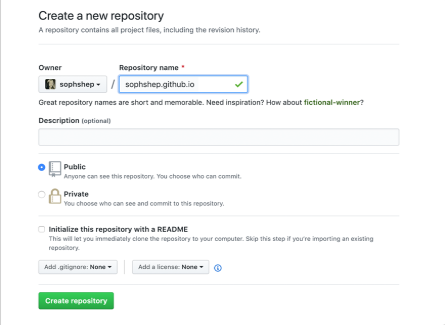 Create a new repository
A repository contains all project files, including the revision history.
Owner
Repository name *
sophshep
/
sophshep.github.io
Great repository names are short and memorable. Need inspiration? How about fictional-winner?
Description (optional)
Public
Anyone can see this repository. You choose who can commit.
Private
You choose who can see and commit to this repository.
Initialize this repository with a README
This will let you immediately clone the repository to your computer. Skip this step if you're importing an existing
repository.
Add .gitignore: None
Add a license: None
Create repository